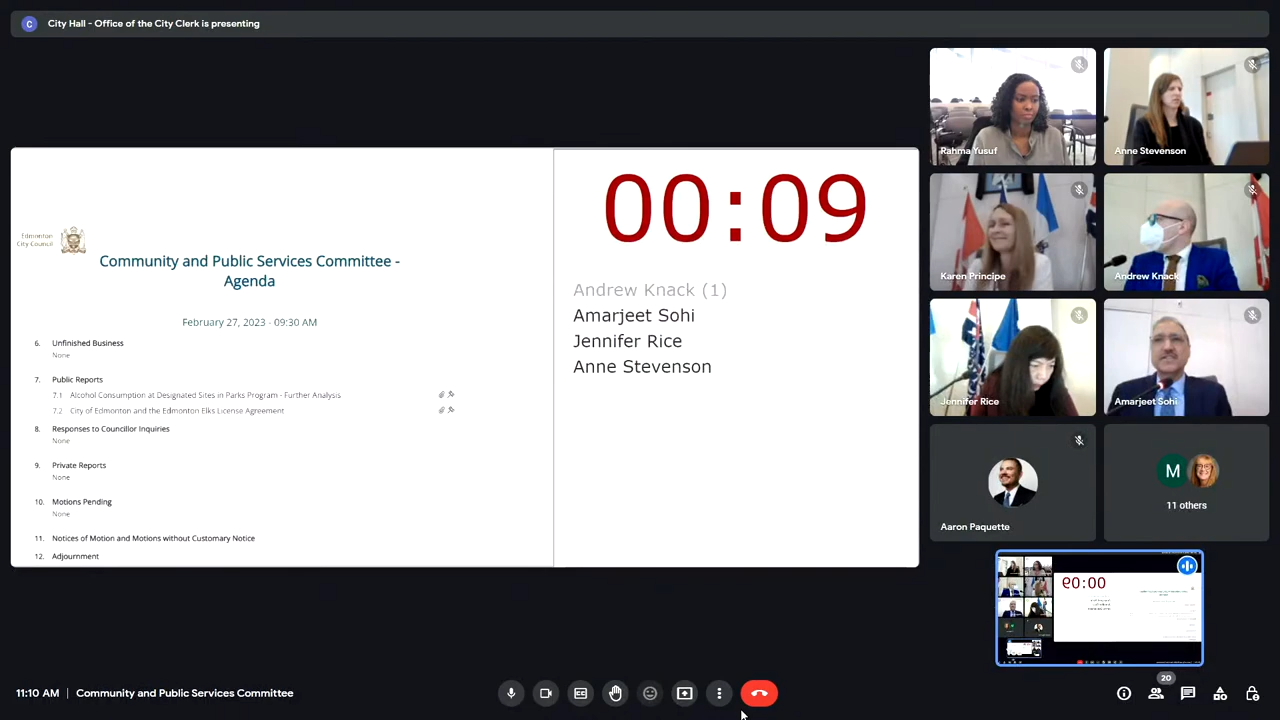 C City Hall - Office of the City Clerk is presenting
Edmonton
City Council
Community and Public Services Committee -
Agenda
February 27, 2023 - 09:30 AM
6. Unfinished Business
None
7. Public Reports
7.1 Alcohol Consumption at Designated Sites in Parks Program - Further Analysis
7.2 City of Edmonton and the Edmonton Elks License Agreement
8. Responses to Councillor Inquiries
None
9. Private Reports
None
10. Motions Pending
None
11. Notices of Motion and Motions without Customary Notice
12. Adjournment
00:09
Andrew Knack (1)
Amarjeet Sohi
Jennifer Rice
Anne Stevenson
Rahma Yusuf
Anne Stevenson
Karen Principe
Andrew Knack
Jennifer Rice
Amarjeet Sohi
Aaron Paquette
M
11 others
11:10 AM | Community and Public Services Committee
20